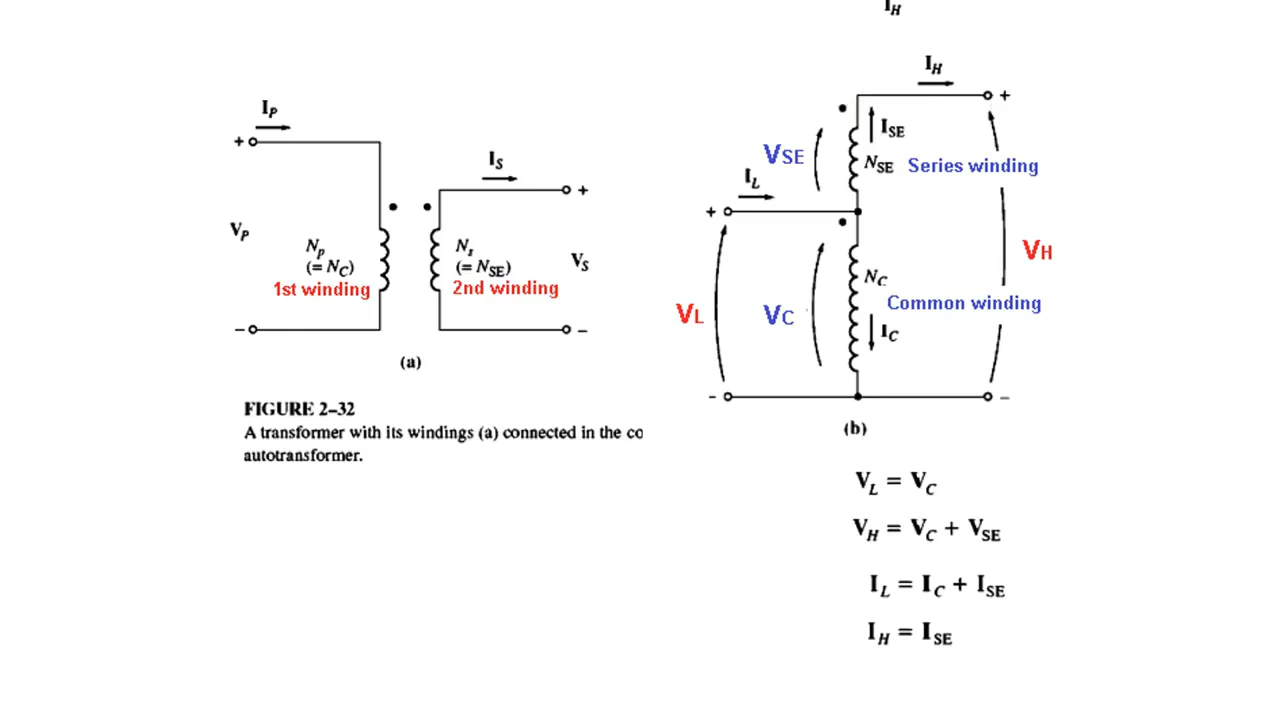 I_H
I_P
+
V_P
N_p
(= N_C)
1st winding
–
I_S
+
N_s
(= N_SE)
2nd winding
V_S
–
(a)
FIGURE 2–32
A transformer with its windings (a) connected in the co
autotransformer.
I_H
+
I_SE
V_SE
N_SE Series winding
I_L
+
V_H
N_C
Common winding
V_L
V_C
I_C
-
–
(b)
V_L = V_C
V_H = V_C + V_SE
I_L = I_C + I_SE
I_H = I_SE